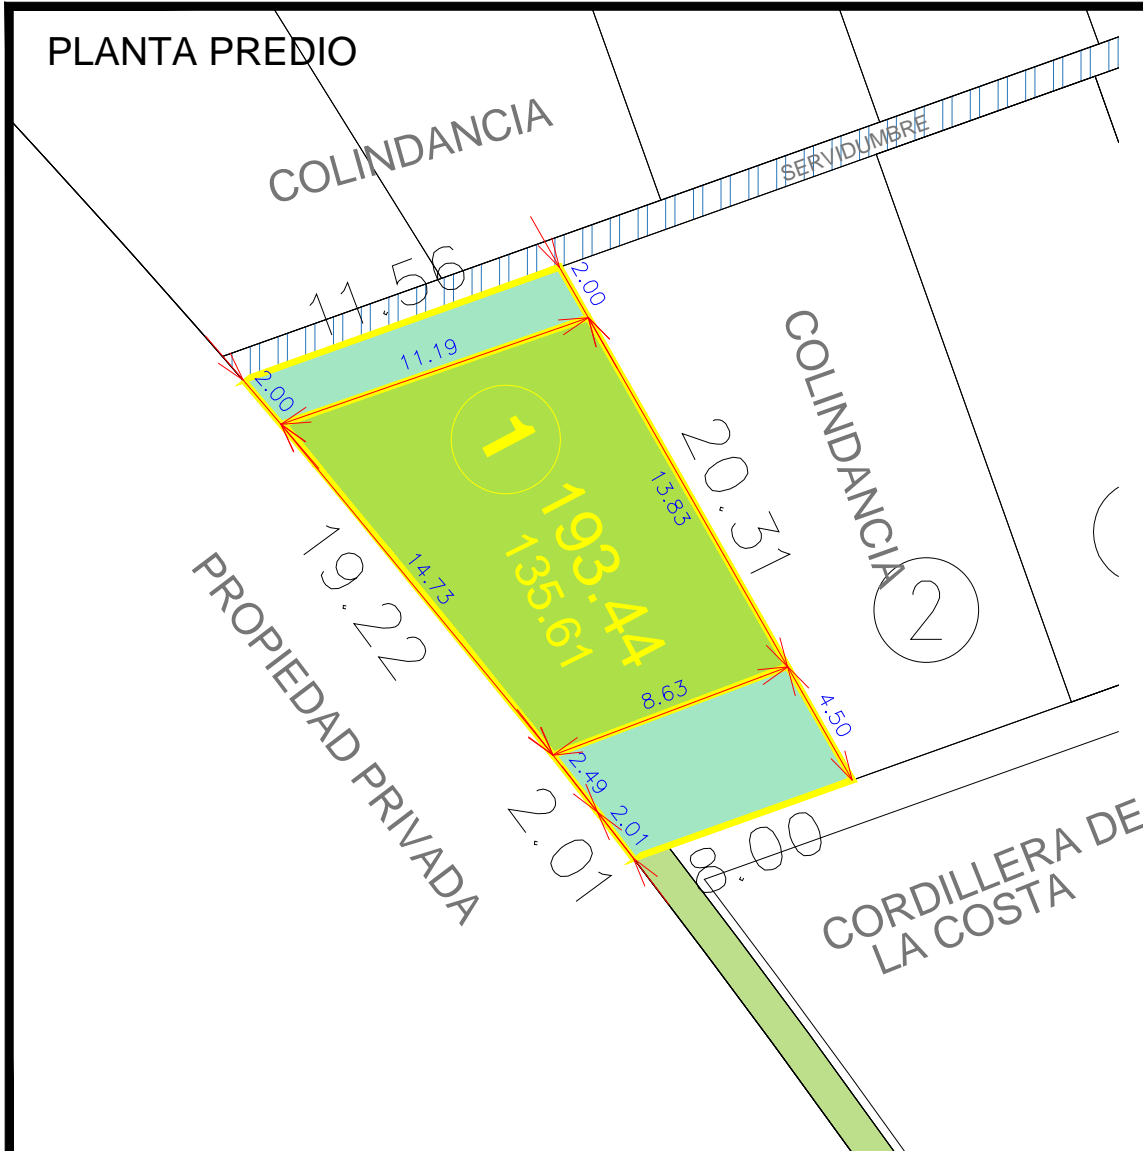 PLANTA PREDIO
COLINDANCIA
SERVIDUMBRE
11.56
2.00
11.19
2.00
1
COLINDANCIA
20.31
13.83
193.44
135.61
19.22
14.73
PROPIEDAD PRIVADA
2
8.63
4.50
2.49
2.01
2.01
8.00
CORDILLERA DE
LA COSTA